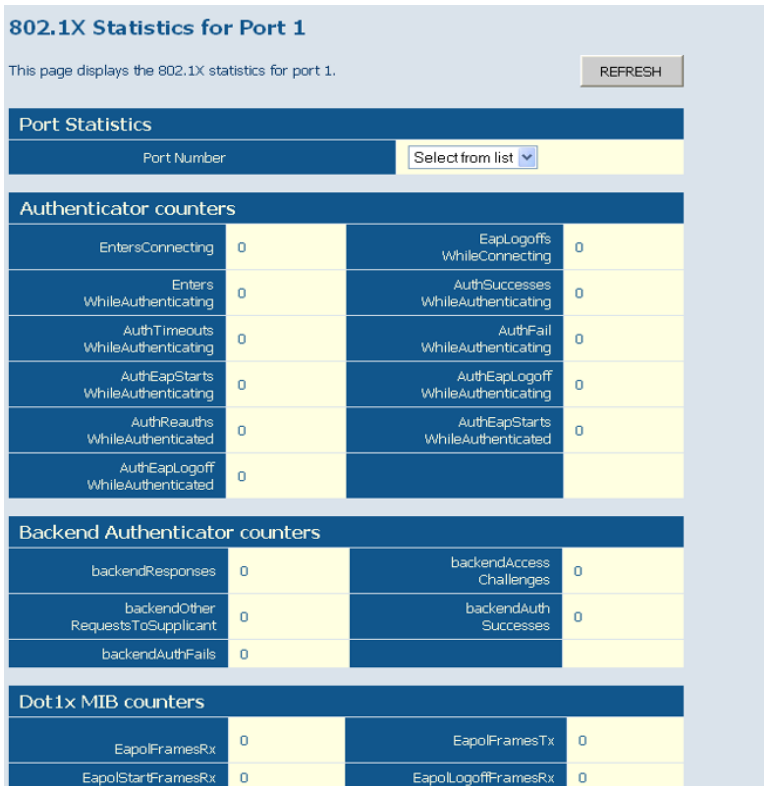 802.1X Statistics for Port 1
This page displays the 802.1X statistics for port 1.
REFRESH
Port Statistics
Port Number
Select from list
Authenticator counters
EntersConnecting 0
EapLogoffs
WhileConnecting 0
Enters
WhileAuthenticating 0
AuthSuccesses
WhileAuthenticating 0
AuthTimeouts
WhileAuthenticating 0
AuthFail
WhileAuthenticating 0
AuthEapStarts
WhileAuthenticating 0
AuthEapLogoff
WhileAuthenticating 0
AuthReauths
WhileAuthenticated 0
AuthEapStarts
WhileAuthenticated 0
AuthEapLogoff
WhileAuthenticated 0
Backend Authenticator counters
backendResponses 0
backendAccess
Challenges 0
backendOther
RequestsToSupplicant 0
backendAuth
Successes 0
backendAuthFails 0
Dot1x MIB counters
EapolFramesRx 0
EapolFramesTx 0
EapolStartFramesRx 0
EapolLogoffFramesRx 0